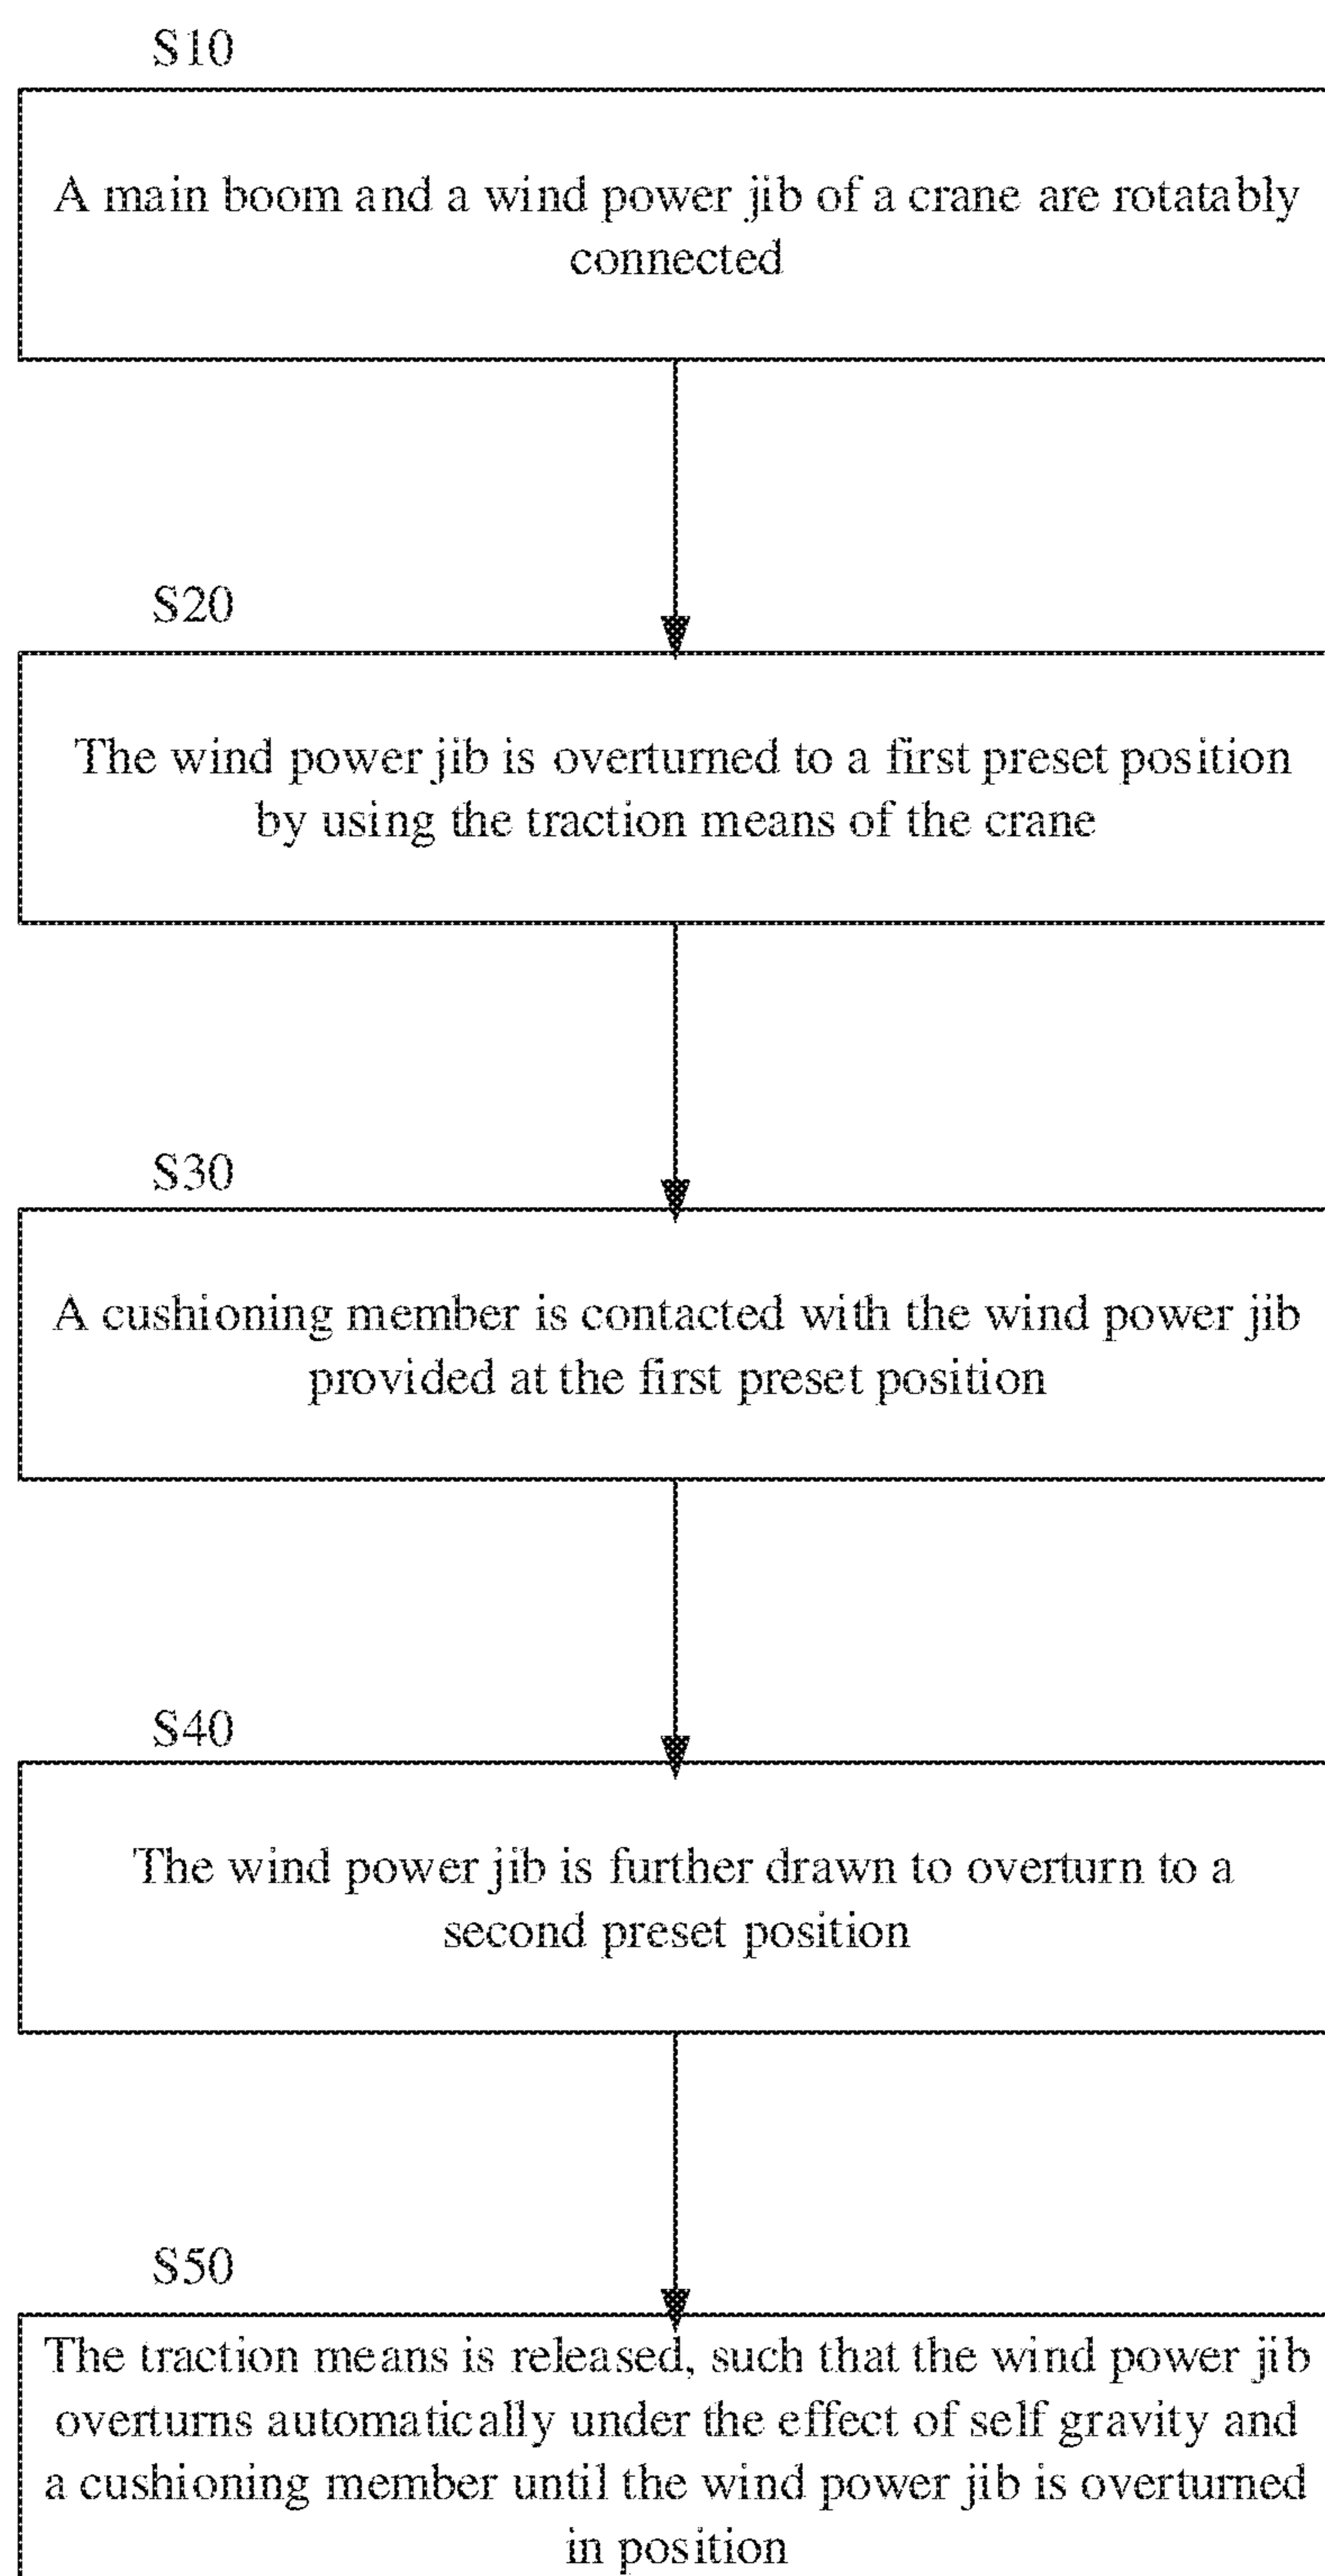 S10
A main boom and a wind power jib of a crane are rotatably
connected
S20
The wind power jib is overturned to a first preset position
by using the traction means of the crane
S30
A cushioning member is contacted with the wind power jib
provided at the first preset position
S40
The wind power jib is further drawn to overturn to a
second preset position
S50
The traction means is released, such that the wind power jib
overturns automatically under the effect of self gravity and
a cushioning member until the wind power jib is overturned
in position